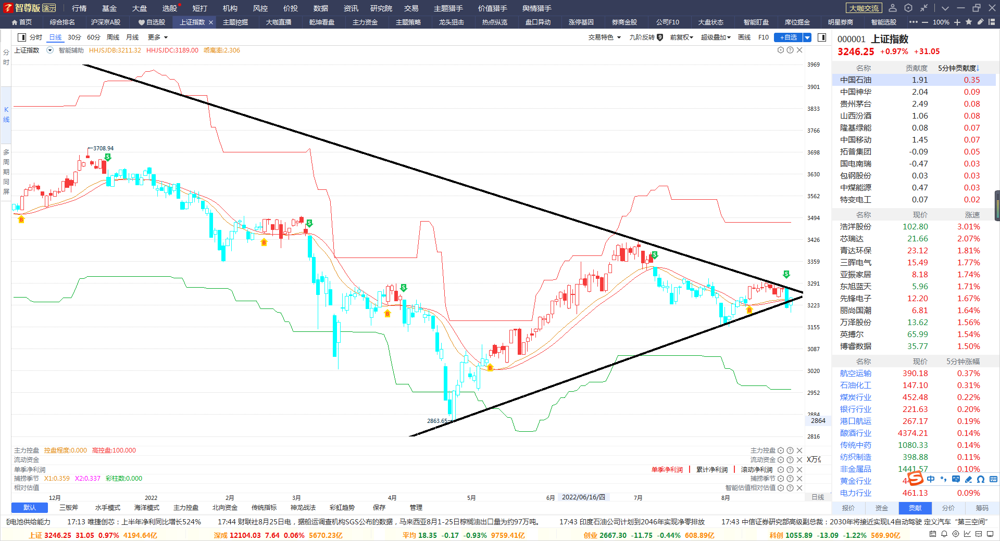 智尊版 演示 行情 基金 大盘 选股 短打 机构 风控 价投 数据 资讯 研究院 交易 主题猎手 价值猎手 舆情猎手 大咖交流
首页 综合排名 沪深京A股 自选股 上证指数 × 主题挖掘 大咖直播 乾坤看盘 主力资金 主题策略 龙头狙击 热点纵览 盘口异动 涨停基因 券商金股 公司F10 大盘状态 智能盯盘 席位掘金 明星券商 智能选股 ••• 100%
分时 日线 30分 60分 周线 月线 更多 交易特色 九阶反转 9 前复权 超级叠加 画线 F10 +自选
分时
K线
多周期同屏
上证指数 智能辅助 HHJSJDB:3211.32 HHJSJDC:3189.00 乖离率:2.306
3969
3901
3833
3766
3698
3630
3562
3494
3426
3359
3291
3223
3155
3087
3020
2952
2884
2864
2816
←3708.94
2863.65
S
S
S
S
S
B
B
B
B
B
主力控盘 控盘程度:0.000 高控盘:100.000 主力控盘
流动资金 流动资金 X万亿
单季净利润 单季净利润 累计净利润 滚动净利润
捕捞季节 X1:0.359 X2:0.337 彩柱数:0.000 捕捞季节
相对估值 智能估值相对估值
12月 2022 2月 3月 4月 5月 6月 2022/06/16/四 7月 8月 日线
默认 三板斧 水手模式 海洋模式 主力控盘 北向资金 传统指标 神龙战法 彩虹趋势 保存 管理
000001 上证指数
3246.25 +0.97% +31.05
名称 贡献度 5分钟贡献度↓
中国石油 1.91 0.35
中国神华 2.04 0.09
贵州茅台 2.49 0.08
山西汾酒 1.06 0.08
隆基绿能 0.08 0.07
中国移动 1.45 0.07
拓普集团 -0.09 0.05
国电南瑞 -0.47 0.03
包钢股份 0.03 0.03
中煤能源 0.47 0.03
特变电工 0.07 0.02
名称 现价 涨速
浩洋股份 102.80 3.01%
芯瑞达 21.66 2.07%
青达环保 23.12 1.81%
三晖电气 15.49 1.77%
亚振家居 8.18 1.74%
东旭蓝天 5.96 1.71%
先锋电子 12.20 1.67%
丽尚国潮 6.81 1.64%
万泽股份 13.62 1.56%
英搏尔 65.99 1.54%
博睿数据 35.77 1.50%
名称 现价 5分钟涨幅
航空运输 390.18 0.37%
石油化工 147.10 0.31%
煤炭行业 452.48 0.22%
银行行业 221.63 0.20%
港口航运 267.17 0.19%
酿酒行业 4374.21 0.14%
传统中药 1080.33 0.14%
纺织制造 398.88 0.11%
非金属品 1441.57 0.10%
黄金行业 中
电力行业 461.13 0.09%
报价 资金 贡献 分价 筹码
能电池供给能力 17:13 唯捷创芯：上半年净利同比增长524% 17:44 财联社8月25日电，据船运调查机构SGS公布的数据，马来西亚8月1-25日棕榈油出口量为约97万吨。 17:43 印度石油公司计划到2046年实现净零排放 17:43 中信证券研究部高级副总裁：2030年将接近实现L4自动驾驶 定义汽车“第三空间”
上证 3246.25 31.05 0.97% 4194.64亿 深成 12104.03 7.64 0.06% 5670.23亿 平均 18.35 -0.17 -0.93% 9759.41亿 创业 2667.30 -11.75 -0.44% 608.89亿 科创 1055.89 -13.09 -1.22% 569.90亿